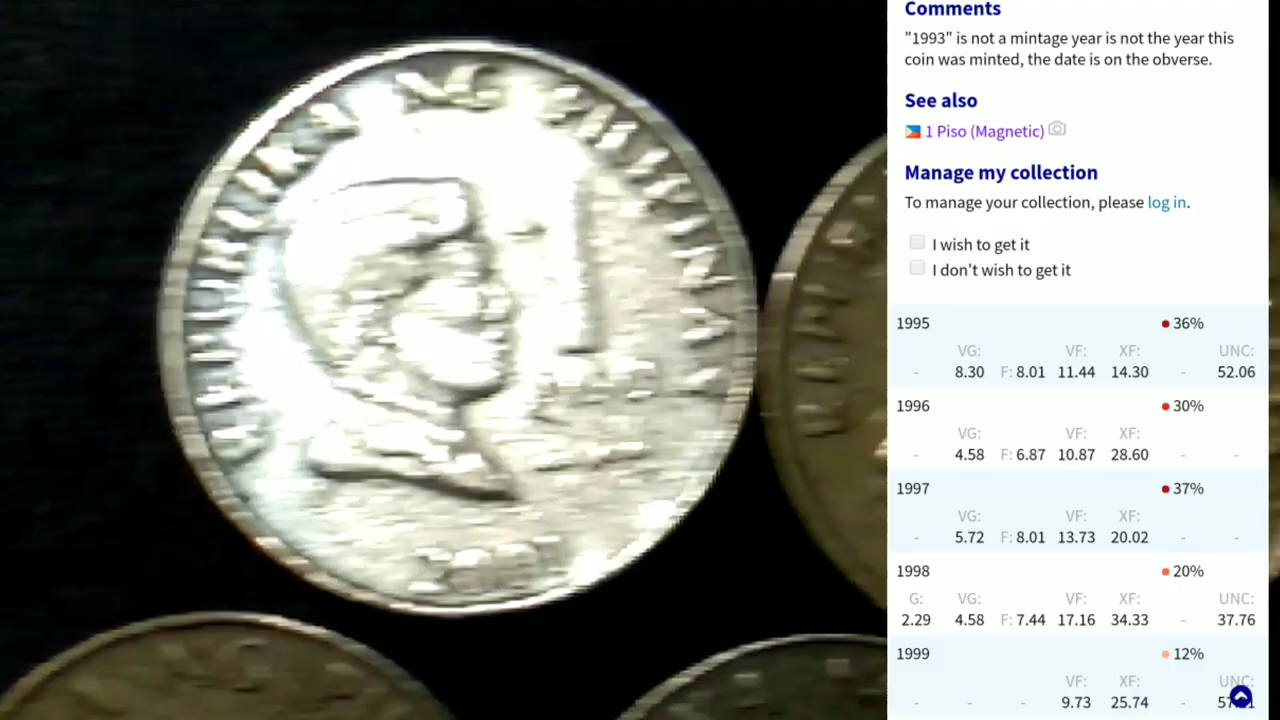 REPUBLIKA NG PILIPINAS
1
Comments
"1993" is not a mintage year is not the year this
coin was minted, the date is on the obverse.
See also
1 Piso (Magnetic)
Manage my collection
To manage your collection, please log in.
I wish to get it
I don't wish to get it
1995 36%
VG: VF: XF: UNC:
- 8.30 F: 8.01 11.44 14.30 - 52.06
1996 30%
VG: VF: XF:
- 4.58 F: 6.87 10.87 28.60 - -
1997 37%
VG: VF: XF:
- 5.72 F: 8.01 13.73 20.02 - -
1998 20%
G: VG: VF: XF: UNC:
2.29 4.58 F: 7.44 17.16 34.33 - 37.76
1999 12%
VF: XF: UNC:
- - - 9.73 25.74 -